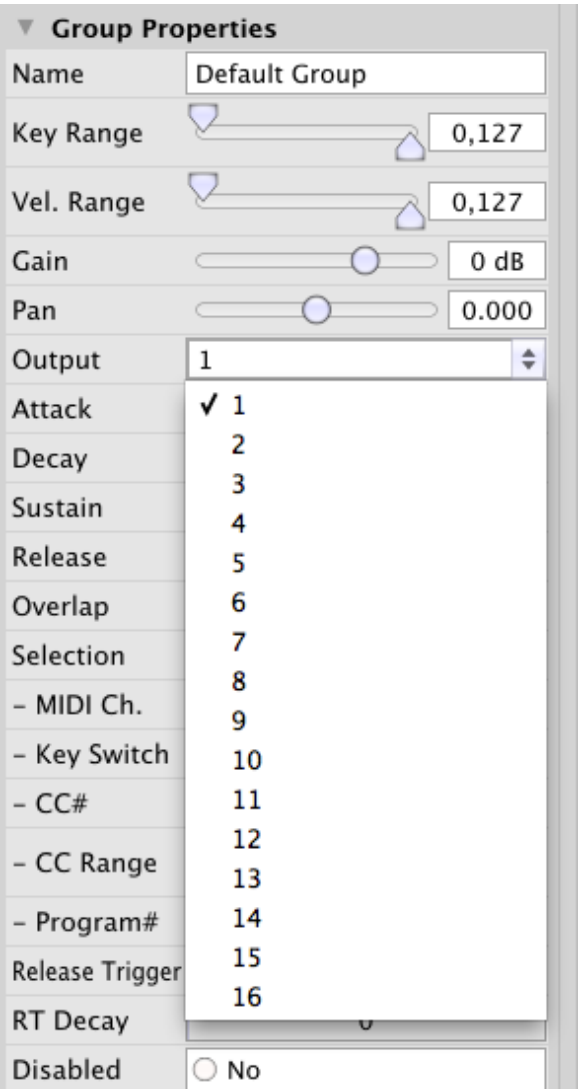 Group Properties
Name Default Group
Key Range 0,127
Vel. Range 0,127
Gain 0 dB
Pan 0.000
Output 1
Attack ✓ 1
2
Decay
3
Sustain
4
Release 5
Overlap 6
Selection 7
8
– MIDI Ch.
9
– Key Switch 10
– CC# 11
12
– CC Range
13
– Program# 14
Release Trigger 15
16
RT Decay
Disabled No